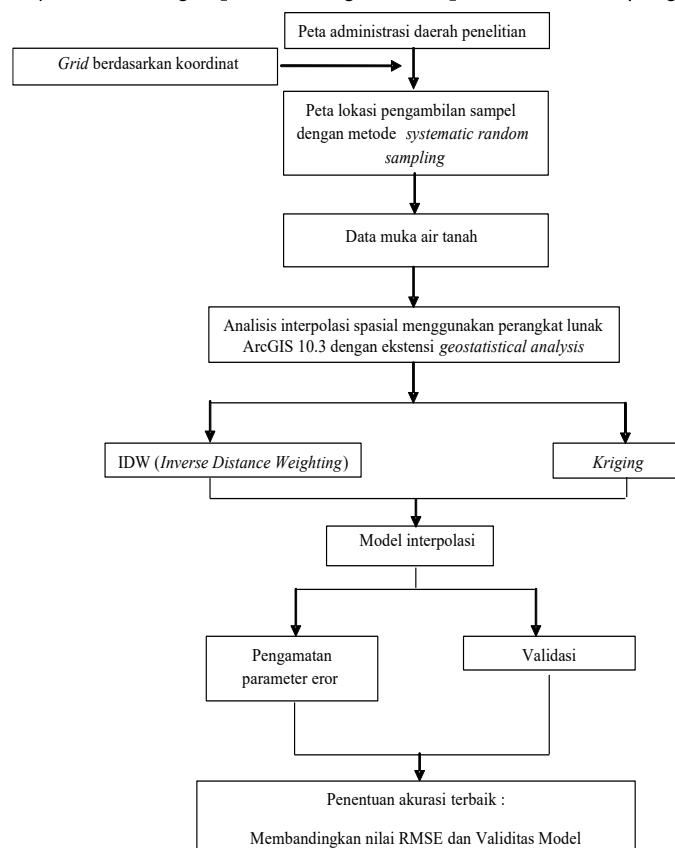 Peta administrasi daerah penelitian
Grid berdasarkan koordinat
Peta lokasi pengambilan sampel
dengan metode systematic random
sampling
Data muka air tanah
Analisis interpolasi spasial menggunakan perangkat lunak
ArcGIS 10.3 dengan ekstensi geostatistical analysis
IDW (Inverse Distance Weighting)
Kriging
Model interpolasi
Pengamatan
parameter eror
Validasi
Penentuan akurasi terbaik :
Membandingkan nilai RMSE dan Validitas Model